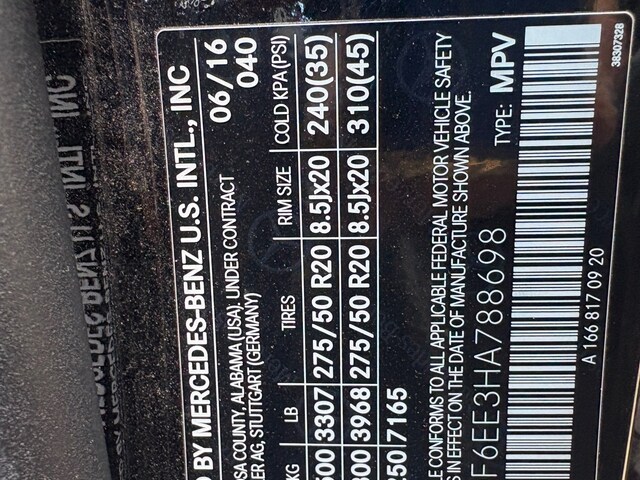 D BY MERCEDES-BENZ U.S. INTL., INC
06/16
OSA COUNTY, ALABAMA (USA), UNDER CONTRACT
040
ER AG, STUTTGART (GERMANY)
KG LB TIRES RIM SIZE COLD KPA (PSI)
500 3307 275/50 R20 8.5Jx20 240(35)
800 3968 275/50 R20 8.5Jx20 310(45)
250 7165
LE CONFORMS TO ALL APPLICABLE FEDERAL MOTOR VEHICLE SAFETY
S IN EFFECT ON THE DATE OF MANUFACTURE SHOWN ABOVE.
F6EE3HA788698 TYPE: MPV
A 166 817 09 20
38307328